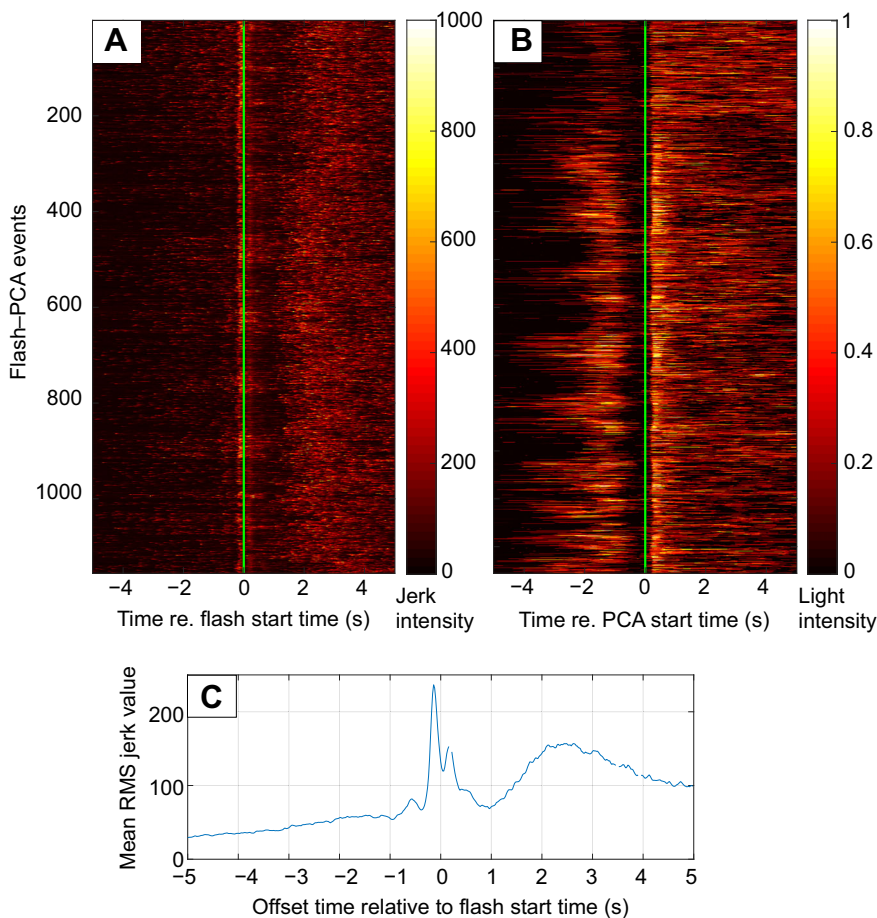 A
B
1000
800
600
400
200
0
1
0.8
0.6
0.4
0.2
0
Flash–PCA events
200
400
600
800
1000
−4 −2 0 2 4
Time re. flash start time (s)
Jerk
intensity
−4 −2 0 2 4
Time re. PCA start time (s)
Light
intensity
C
Mean RMS jerk value
200
100
0
−5 −4 −3 −2 −1 0 1 2 3 4 5
Offset time relative to flash start time (s)